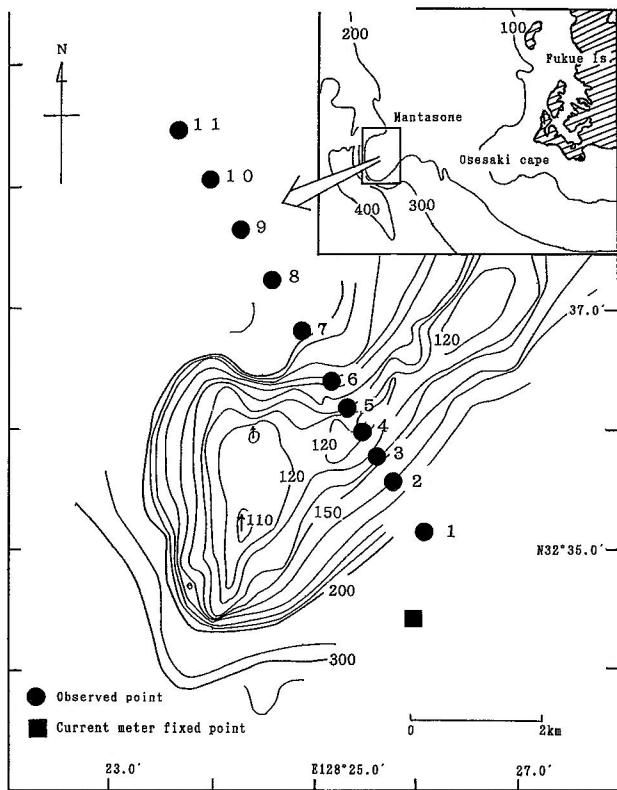 N
200
100
Fukue Is.
Mantasone
Osesaki cape
400
300
11
10
9
8
7
37.0′
120
6
5
4
120
3
120
2
110
150
1
N32°35.0′
200
300
● Observed point
■ Current meter fixed point
0 2km
23.0′ E128°25.0′ 27.0′